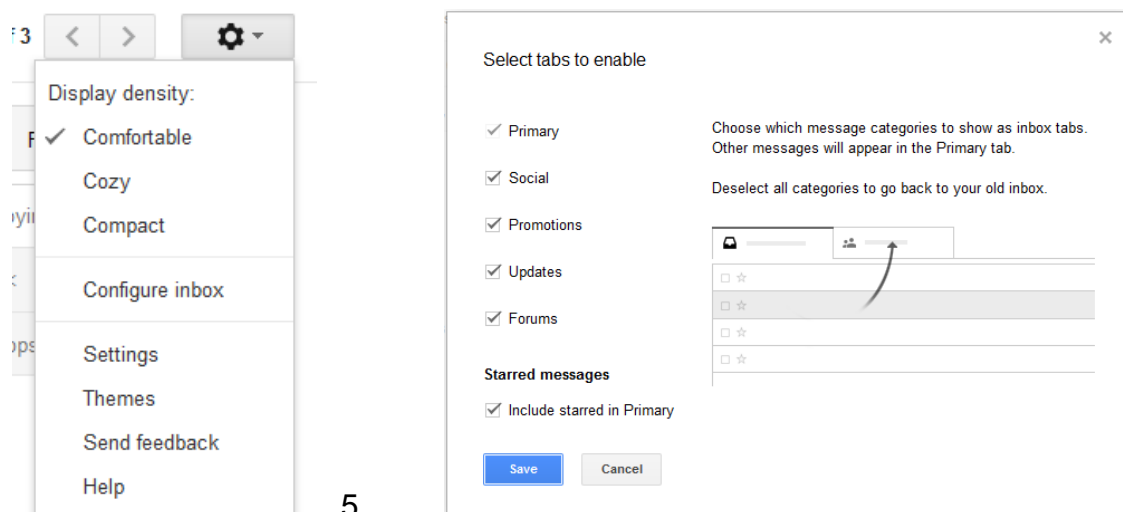 f 3
Display density:
Comfortable
Cozy
Compact
Configure inbox
Settings
Themes
Send feedback
Help
5
Select tabs to enable
Primary
Social
Promotions
Updates
Forums
Starred messages
Include starred in Primary
Save Cancel
Choose which message categories to show as inbox tabs.
Other messages will appear in the Primary tab.
Deselect all categories to go back to your old inbox.